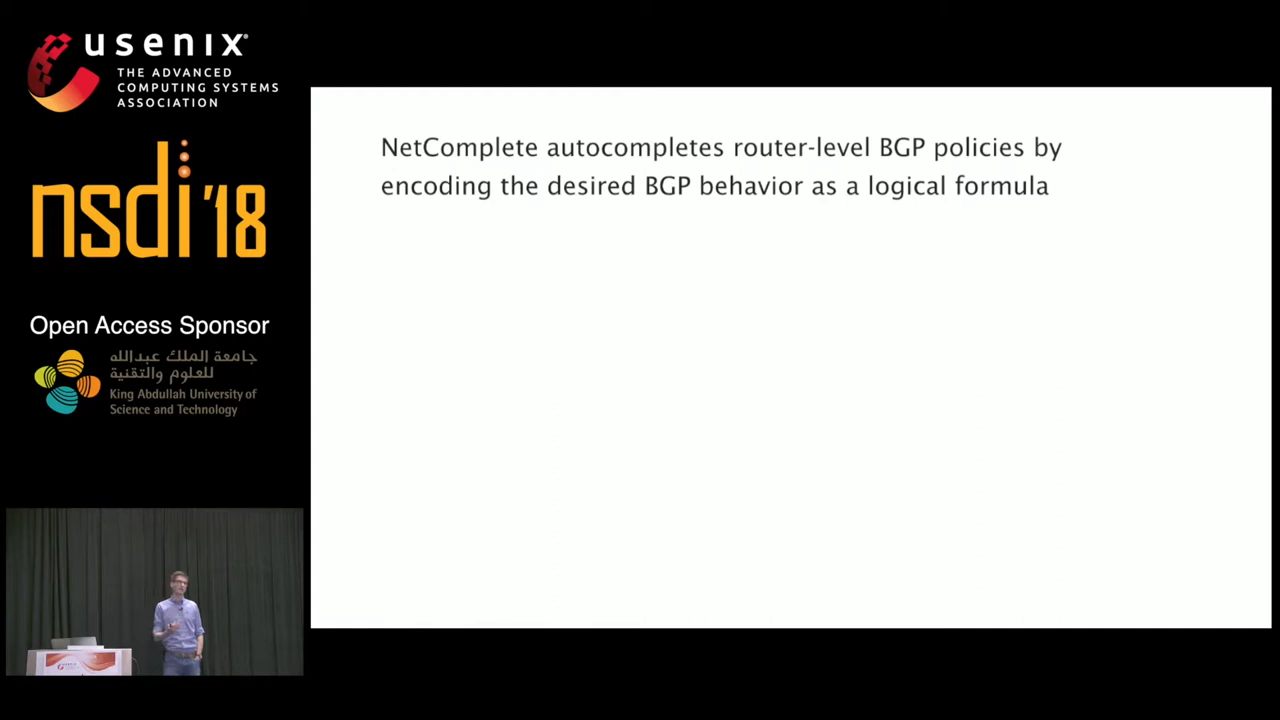 usenix
THE ADVANCED
COMPUTING SYSTEMS
ASSOCIATION
nsdi '18
Open Access Sponsor
جامعة الملك عبدالله
للعلوم والتقنية
King Abdullah University of
Science and Technology
NetComplete autocompletes router-level BGP policies by
encoding the desired BGP behavior as a logical formula
usenix